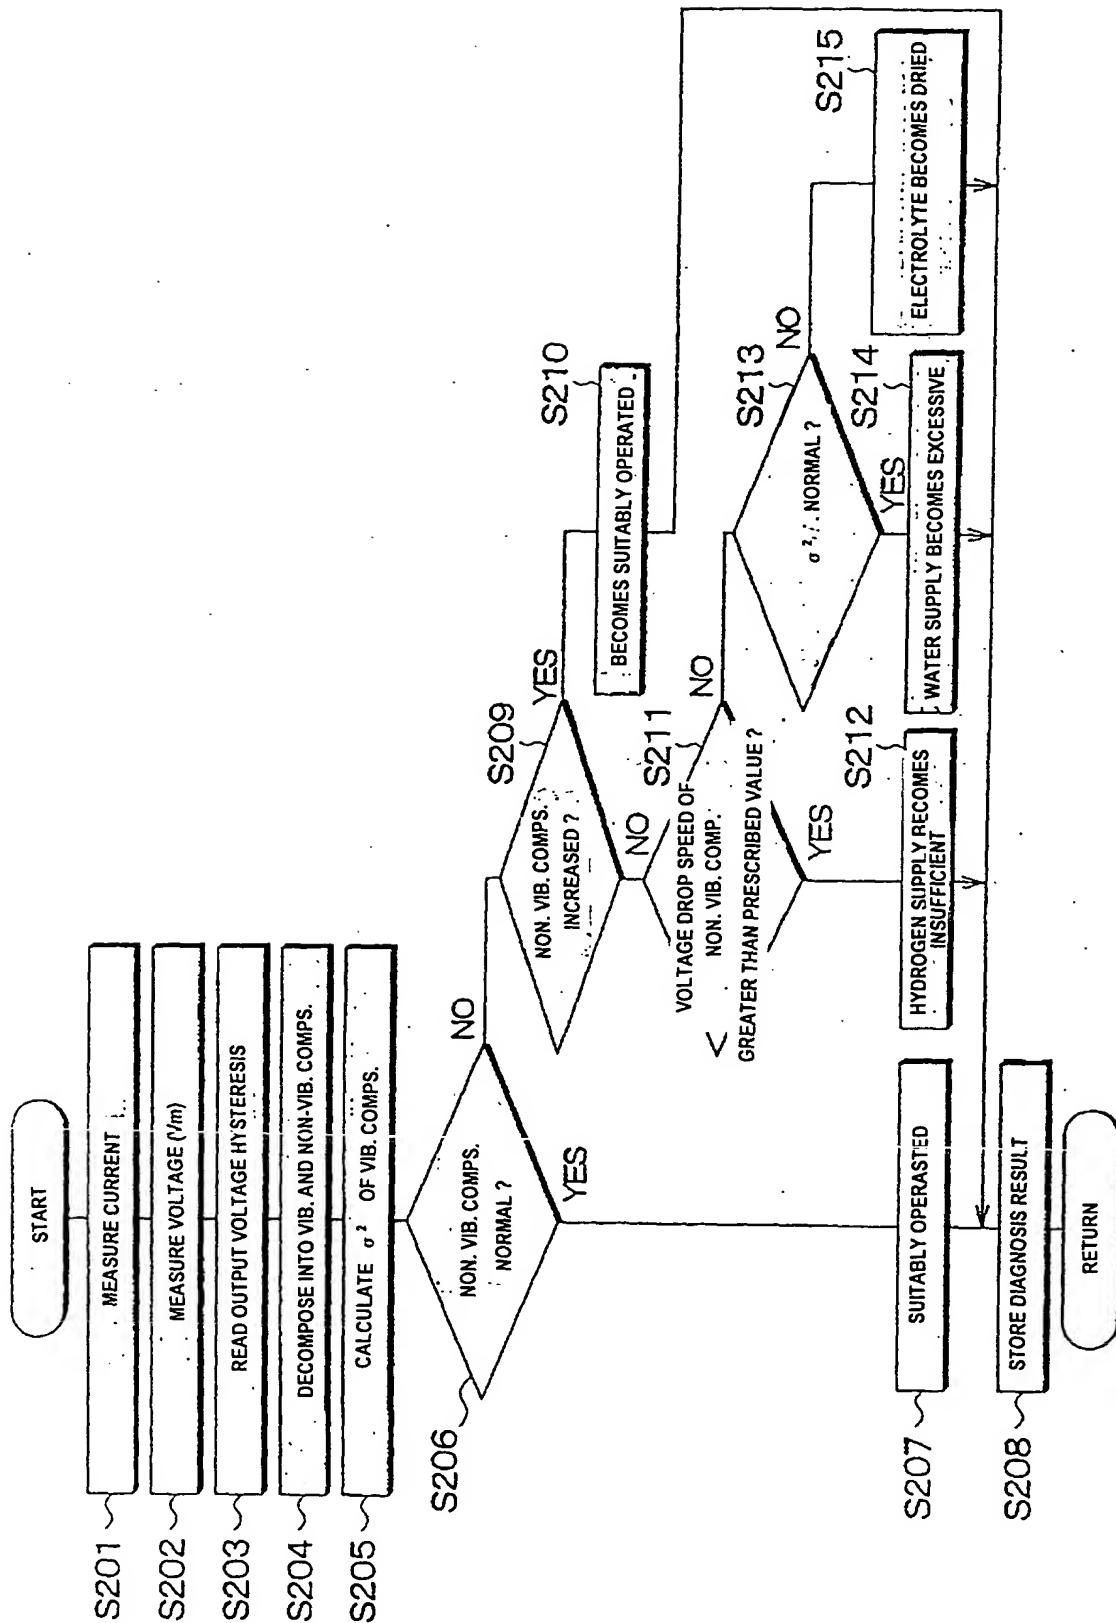 START
S201
MEASURE CURRENT
S202
MEASURE VOLTAGE (Vm)
S203
READ OUTPUT VOLTAGE HYSTERESIS
S204
DECOMPOSE INTO VIB. AND NON-VIB. COMPS.
S205
CALCULATE σ² OF VIB. COMPS.
S206
NON. VIB. COMPS.
NORMAL ?
NO
YES
S209
NON. VIB. COMPS.
INCREASED ?
YES
NO
S210
BECOMES SUITABLY OPERATED
S211
VOLTAGE DROP SPEED OF
NON. VIB. COMP.
<
GREATER THAN PRESCRIBED VALUE ?
NO
YES
S213
σ² NORMAL ?
NO
YES
S207
SUITABLY OPERASTED
S212
HYDROGEN SUPPLY RECOMES
INSUFFICIENT
S214
WATER SUPPLY BECOMES EXCESSIVE
S215
ELECTROLYTE BECOMES DRIED
S208
STORE DIAGNOSIS RESULT
RETURN